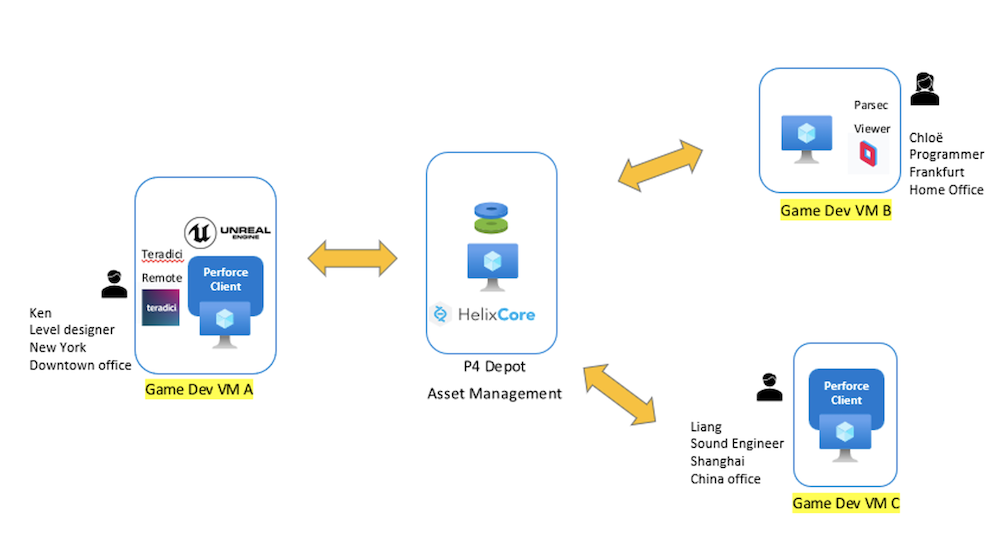 UNREAL
ENGINE
Teradici
Remote
teradici
Perforce
Client
Ken
Level designer
New York
Downtown office
Game Dev VM A
HelixCore
P4 Depot
Asset Management
Parsec
Viewer
Chloë
Programmer
Frankfurt
Home Office
Game Dev VM B
Perforce
Client
Liang
Sound Engineer
Shanghai
China office
Game Dev VM C